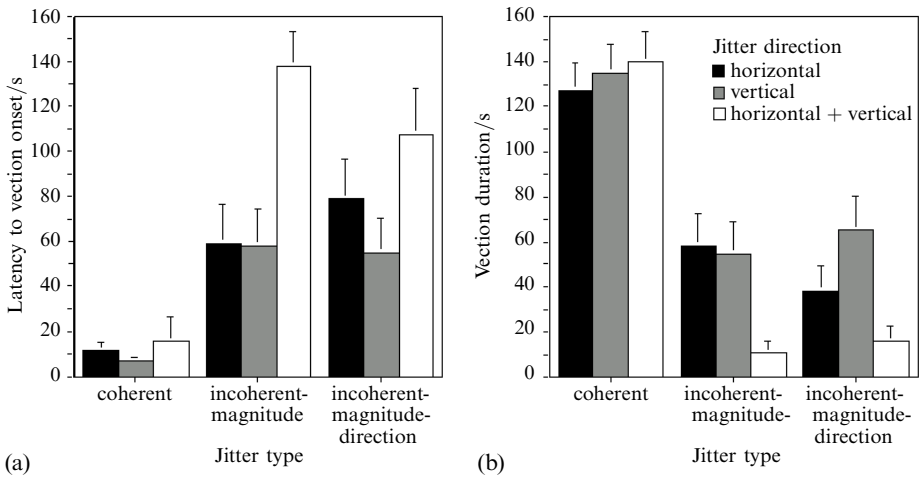 160
140
120
100
80
60
40
20
0
Latency to vection onset/s
coherent
incoherent-
magnitude
incoherent-
magnitude-
direction
Jitter type
(a)
160
140
120
100
80
60
40
20
0
Vection duration/s
Jitter direction
horizontal
vertical
horizontal + vertical
coherent
incoherent-
magnitude-
incoherent-
magnitude-
direction
Jitter type
(b)